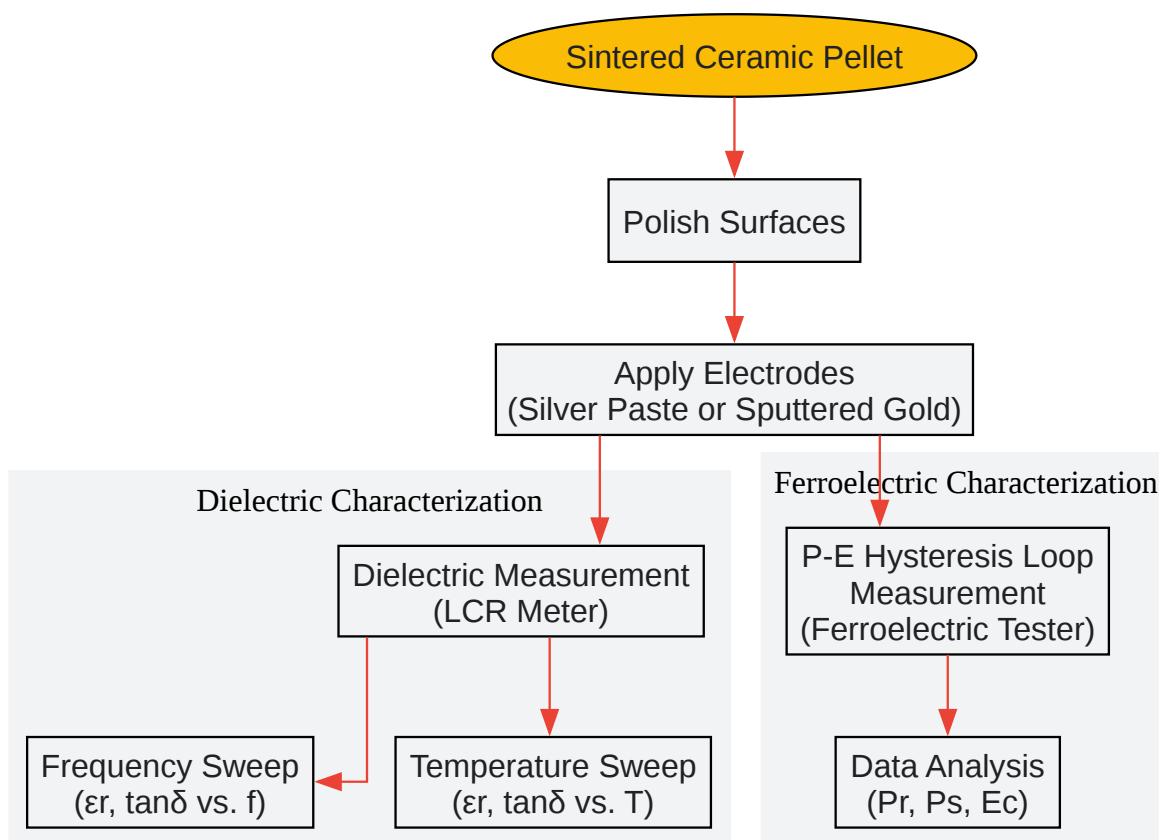 Sintered Ceramic Pellet
Polish Surfaces
Apply Electrodes
(Silver Paste or Sputtered Gold)
Dielectric Characterization
Dielectric Measurement
(LCR Meter)
Frequency Sweep
(εr, tanδ vs. f)
Temperature Sweep
(εr, tanδ vs. T)
Ferroelectric Characterization
P-E Hysteresis Loop
Measurement
(Ferroelectric Tester)
Data Analysis
(Pr, Ps, Ec)